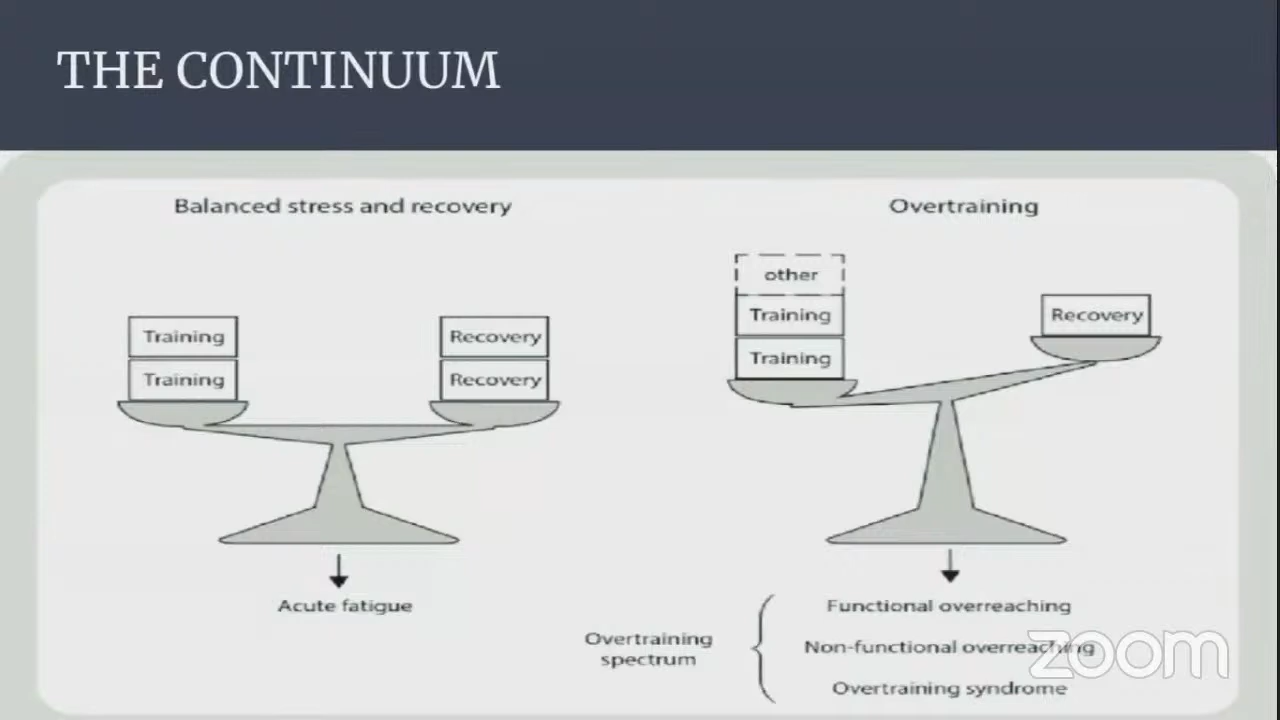 THE CONTINUUM
Balanced stress and recovery
Training
Training
Recovery
Recovery
Acute fatigue
Overtraining
other
Training
Training
Recovery
Overtraining
spectrum
Functional overreaching
Non-functional overreaching
Overtraining syndrome
zoom